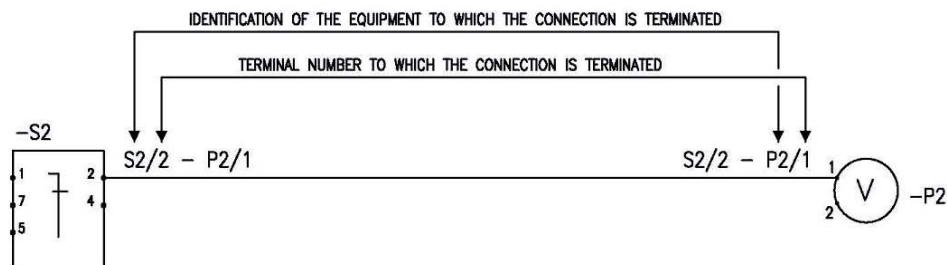 IDENTIFICATION OF THE EQUIPMENT TO WHICH THE CONNECTION IS TERMINATED
TERMINAL NUMBER TO WHICH THE CONNECTION IS TERMINATED
-S2
S2/2 - P2/1
S2/2 - P2/1
1
2
7
4
5
1
2
V
-P2